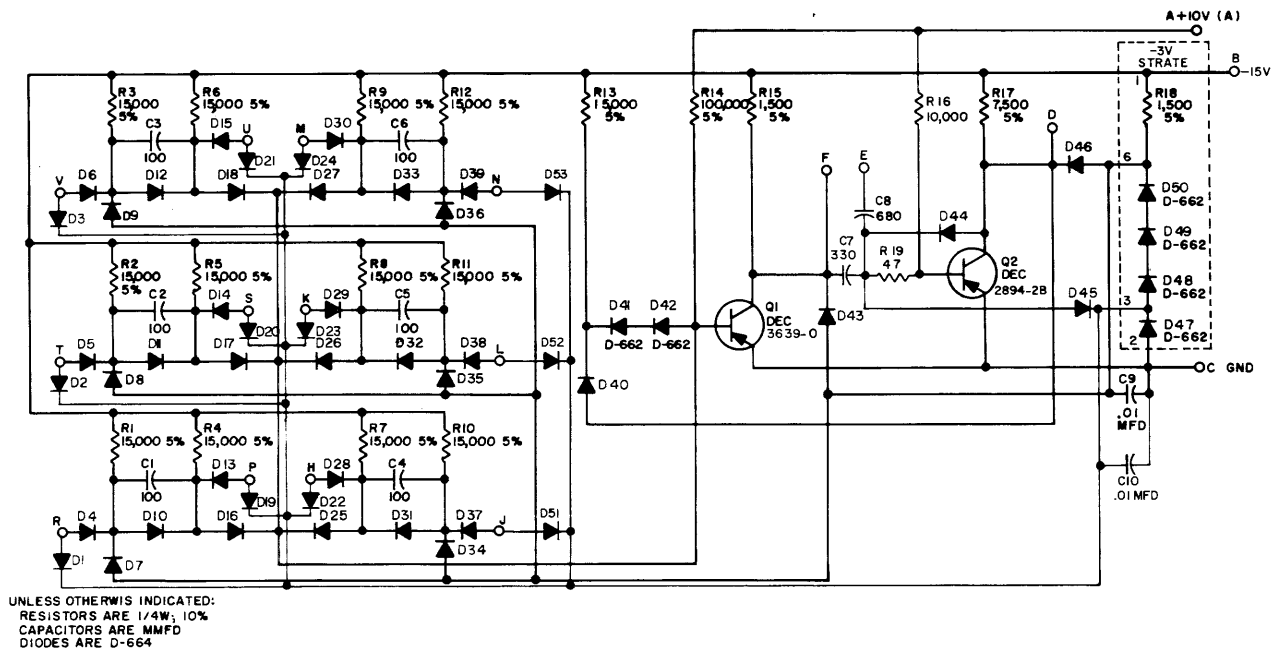 A+10V (A)
-3V
STRATE
B
-15V
1
R3
15,000
5%
R6
15,000 5%
R9
15,000 5%
R12
15,000 5%
R13
15,000
5%
R14
100,000
5%
R15
1,500
5%
R16
10,000
R17
7,500
5%
R18
1,500
5%
C3
100
D15
U
M
D30
C6
100
D
D46
6
F
E
V
D6
D12
D18
D21
D24
D27
D33
D39
N
D53
D50
D-662
D3
D9
D36
C8
680
D44
D49
D-662
R2
15,000
5%
R5
15,000 5%
R8
15,000 5%
R11
15,000 5%
C7
330
R19
47
Q2
DEC
2894-2B
D48
D-662
C2
100
D14
S
K
D29
C5
100
D41
D-662
D42
D-662
Q1
DEC
3639-0
D43
D45
3
D47
D-662
2
T
D5
D11
D17
D20
D23
D26
D32
D38
L
D52
D2
D8
D35
D40
C GND
C9
.01
MFD
R1
15,000 5%
R4
15,000 5%
R7
15,000 5%
R10
15,000 5%
C1
100
D13
P
H
D28
C4
100
C10
.01 MFD
R
D4
D10
D16
D19
D22
D25
D31
D37
J
D51
D1
D7
D34
UNLESS OTHERWIS INDICATED:
RESISTORS ARE 1/4W; 10%
CAPACITORS ARE MMFD
DIODES ARE D-664